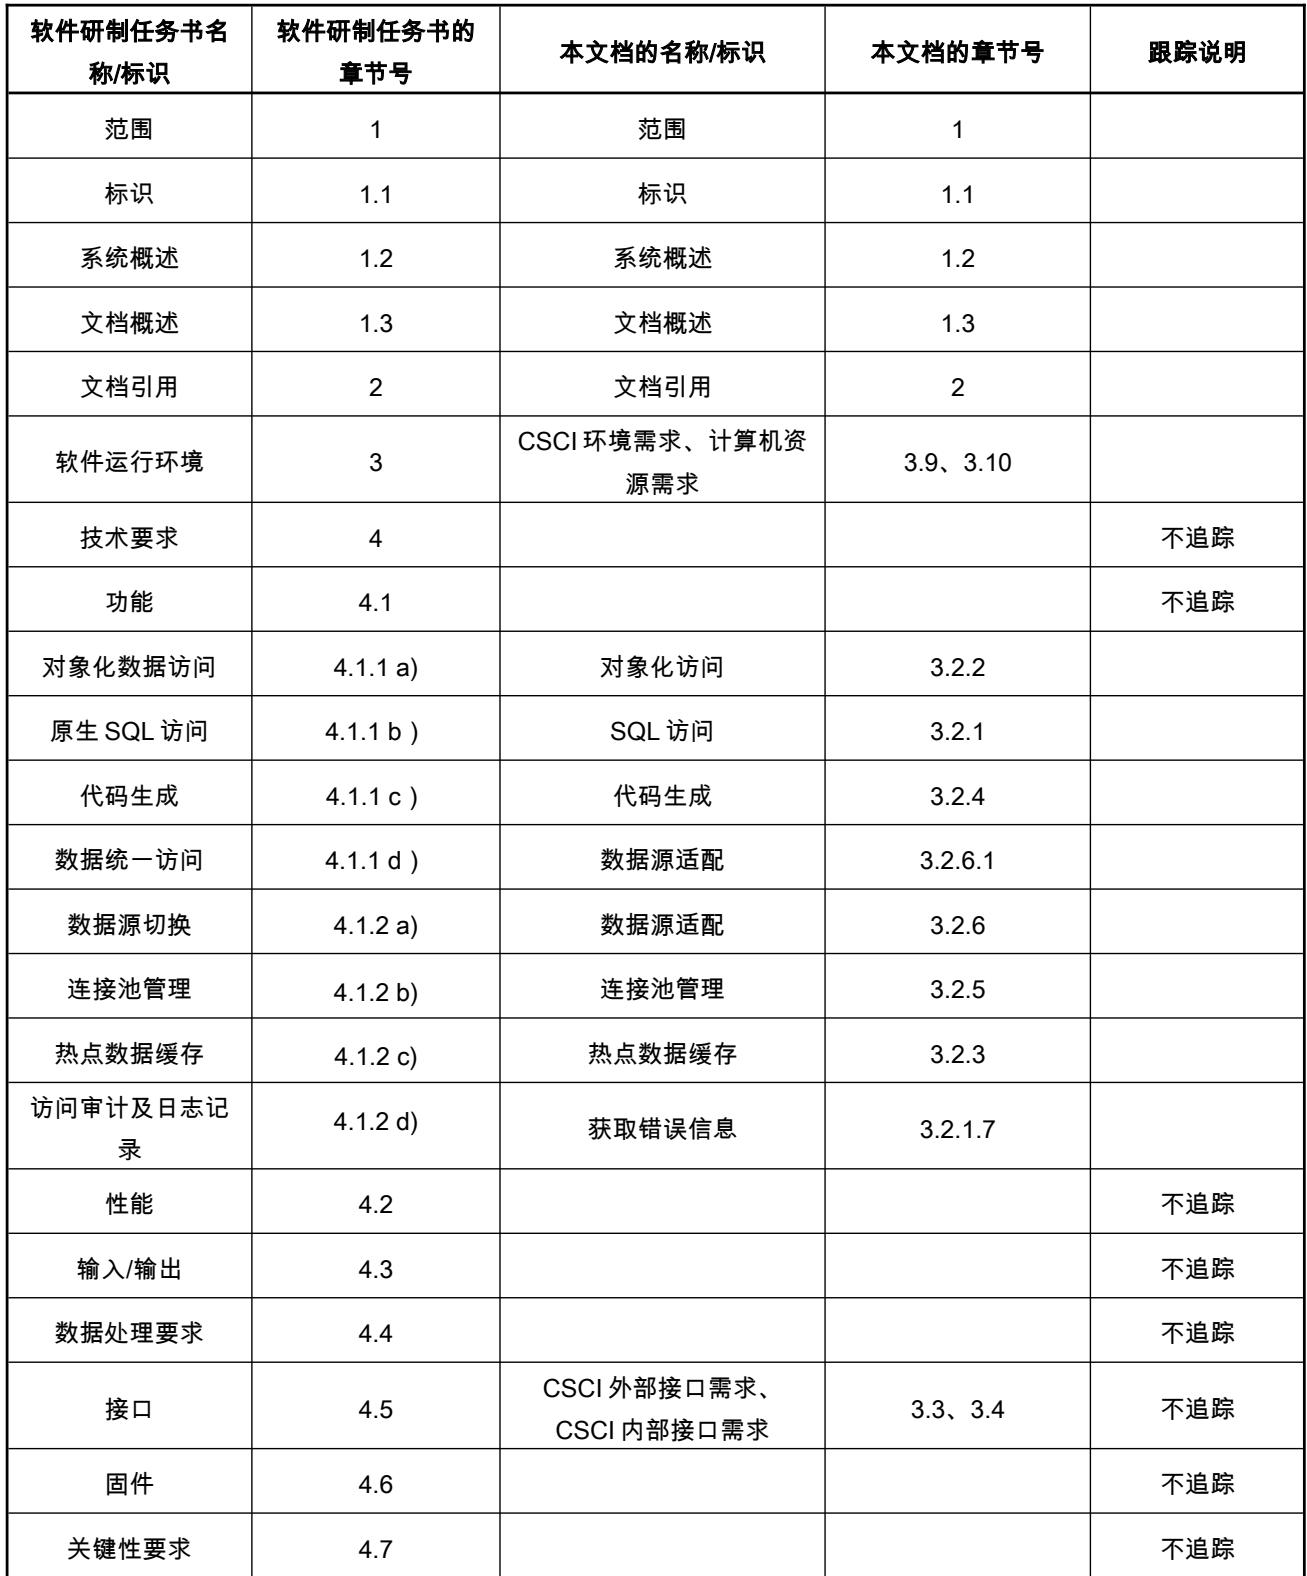 软件研制任务书名称/标识 软件研制任务书的章节号 本文档的名称/标识 本文档的章节号 跟踪说明
范围 1 范围 1
标识 1.1 标识 1.1
系统概述 1.2 系统概述 1.2
文档概述 1.3 文档概述 1.3
文档引用 2 文档引用 2
软件运行环境 3 CSCI 环境需求、计算机资源需求 3.9、3.10
技术要求 4 不追踪
功能 4.1 不追踪
对象化数据访问 4.1.1 a) 对象化访问 3.2.2
原生 SQL 访问 4.1.1 b ) SQL 访问 3.2.1
代码生成 4.1.1 c ) 代码生成 3.2.4
数据统一访问 4.1.1 d ) 数据源适配 3.2.6.1
数据源切换 4.1.2 a) 数据源适配 3.2.6
连接池管理 4.1.2 b) 连接池管理 3.2.5
热点数据缓存 4.1.2 c) 热点数据缓存 3.2.3
访问审计及日志记录 4.1.2 d) 获取错误信息 3.2.1.7
性能 4.2 不追踪
输入/输出 4.3 不追踪
数据处理要求 4.4 不追踪
接口 4.5 CSCI 外部接口需求、CSCI 内部接口需求 3.3、3.4 不追踪
固件 4.6 不追踪
关键性要求 4.7 不追踪